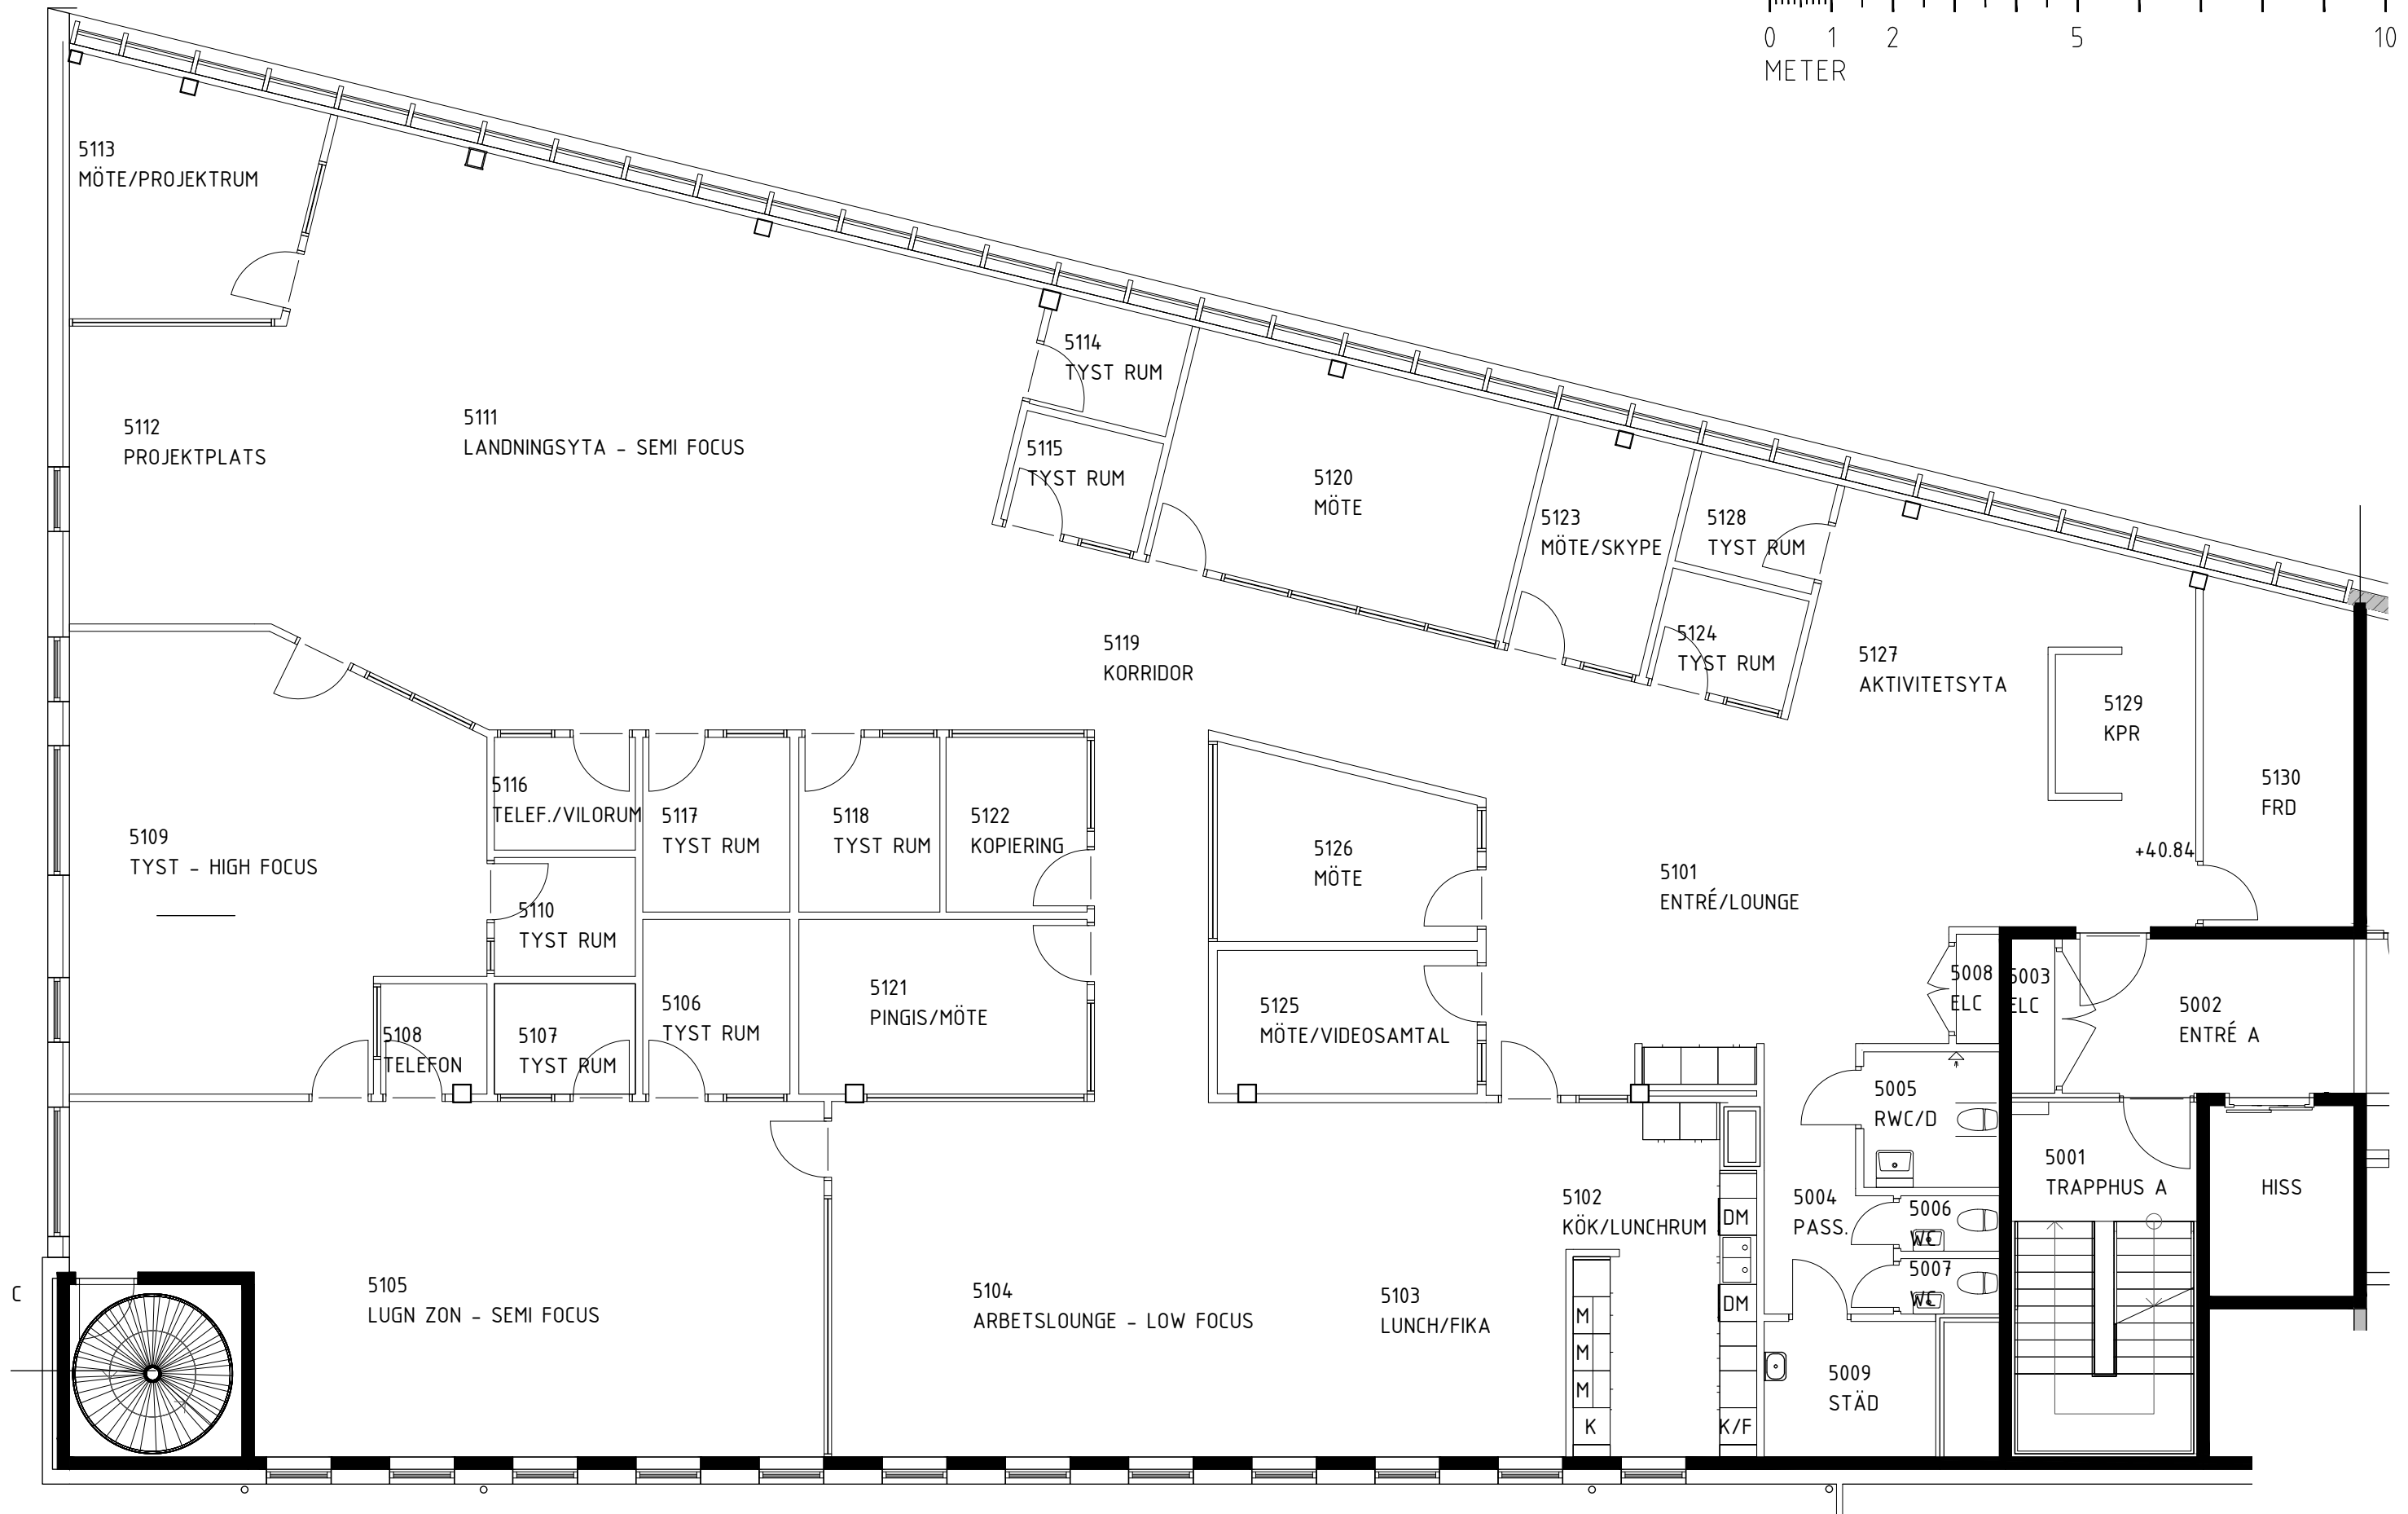 0 1 2 5 10
METER
5113
MÖTE/PROJEKTRUM
5112
PROJEKTPLATS
5111
LANDNINGSYTA - SEMI FOCUS
5114
TYST RUM
5115
TYST RUM
5120
MÖTE
5123
MÖTE/SKYPE
5128
TYST RUM
5124
TYST RUM
5119
KORRIDOR
5127
AKTIVITETSYTA
5129
KPR
5130
FRD
+40.84
5109
TYST - HIGH FOCUS
5116
TELEF./VILORUM
5117
TYST RUM
5118
TYST RUM
5122
KOPIERING
5126
MÖTE
5101
ENTRÉ/LOUNGE
5110
TYST RUM
5108
TELEFON
5107
TYST RUM
5106
TYST RUM
5121
PINGIS/MÖTE
5125
MÖTE/VIDEOSAMTAL
5008
ELC
5003
ELC
5002
ENTRÉ A
5005
RWC/D
5001
TRAPPHUS A
HISS
5102
KÖK/LUNCHRUM
DM
5004
PASS.
5006
WC
5007
WC
C
5105
LUGN ZON - SEMI FOCUS
5104
ARBETSLOUNGE - LOW FOCUS
5103
LUNCH/FIKA
M
M
M
K
DM
K/F
5009
STÄD